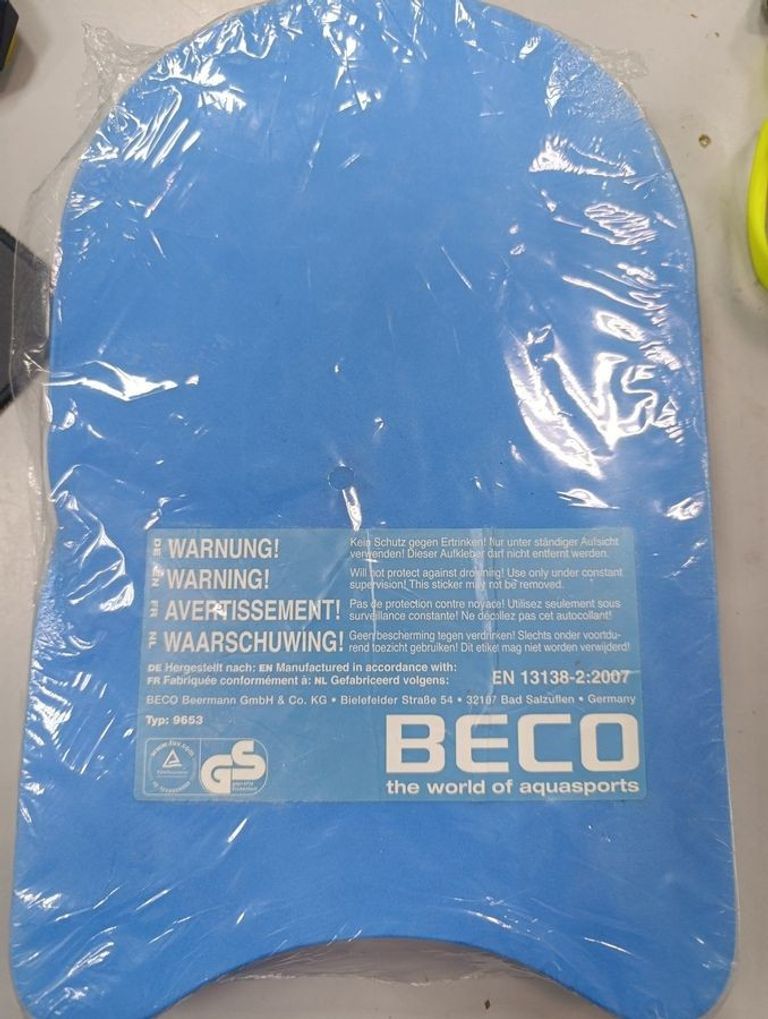 DE WARNUNG! Kein Schutz gegen Ertrinken! Nur unter ständiger Aufsicht
verwenden! Dieser Aufkleber darf nicht entfernt werden.
EN WARNING! Will not protect against drowning! Use only under constant
supervision! This sticker may not be removed.
FR AVERTISSEMENT! Pas de protection contre noyage! Utilisez seulement sous
surveillance constante! Ne décollez pas cet autocollant!
NL WAARSCHUWING! Geen bescherming tegen verdrinken! Slechts onder voortdu-
rend toezicht gebruiken! Dit etiket mag niet worden verwijderd!
DE Hergestellt nach: EN Manufactured in accordance with:
FR Fabriquée conformément à: NL Gefabriceerd volgens: EN 13138-2:2007
BECO Beermann GmbH & Co. KG • Bielefelder Straße 54 • 32107 Bad Salzuflen • Germany
Typ: 9653
BECO
the world of aquasports
www.tuv.com
GS